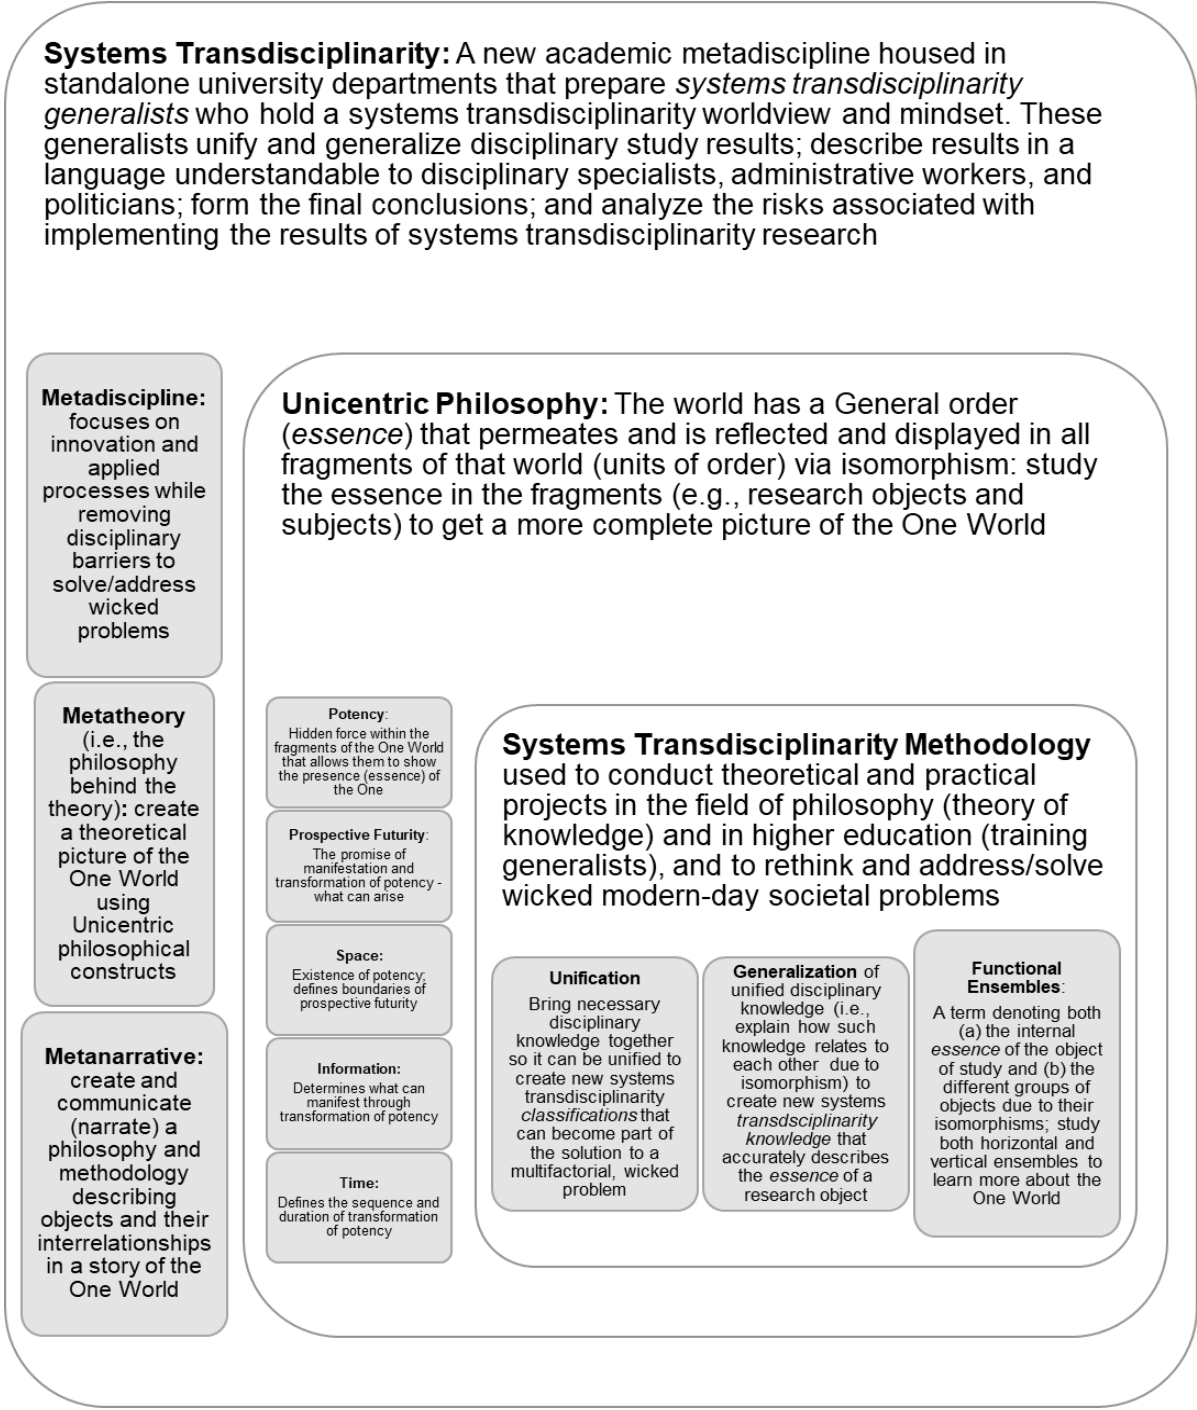 Systems Transdisciplinarity: A new academic metadiscipline housed in
standalone university departments that prepare systems transdisciplinarity
generalists who hold a systems transdisciplinarity worldview and mindset. These
generalists unify and generalize disciplinary study results; describe results in a
language understandable to disciplinary specialists, administrative workers, and
politicians; form the final conclusions; and analyze the risks associated with
implementing the results of systems transdisciplinarity research
Metadiscipline:
focuses on
innovation and
applied
processes while
removing
disciplinary
barriers to
solve/address
wicked
problems
Metatheory
(i.e., the
philosophy
behind the
theory): create
a theoretical
picture of the
One World
using
Unicentric
philosophical
constructs
Metanarrative:
create and
communicate
(narrate) a
philosophy and
methodology
describing
objects and their
interrelationships
in a story of the
One World
Unicentric Philosophy: The world has a General order
(essence) that permeates and is reflected and displayed in all
fragments of that world (units of order) via isomorphism: study
the essence in the fragments (e.g., research objects and
subjects) to get a more complete picture of the One World
Potency:
Hidden force within the
fragments of the One World
that allows them to show
the presence (essence) of
the One
Prospective Futurity:
The promise of
manifestation and
transformation of potency -
what can arise
Space:
Existence of potency;
defines boundaries of
prospective futurity
Information:
Determines what can
manifest through
transformation of potency
Time:
Defines the sequence and
duration of transformation
of potency
Systems Transdisciplinarity Methodology
used to conduct theoretical and practical
projects in the field of philosophy (theory of
knowledge) and in higher education (training
generalists), and to rethink and address/solve
wicked modern-day societal problems
Unification
Bring necessary
disciplinary
knowledge together
so it can be unified to
create new systems
transdisciplinarity
classifications that
can become part of
the solution to a
multifactorial, wicked
problem
Generalization of
unified disciplinary
knowledge (i.e.,
explain how such
knowledge relates to
each other due to
isomorphism) to
create new systems
transdsciplinarity
knowledge that
accurately describes
the essence of a
research object
Functional
Ensembles:
A term denoting both
(a) the internal
essence of the object
of study and (b) the
different groups of
objects due to their
isomorphisms; study
both horizontal and
vertical ensembles to
learn more about the
One World